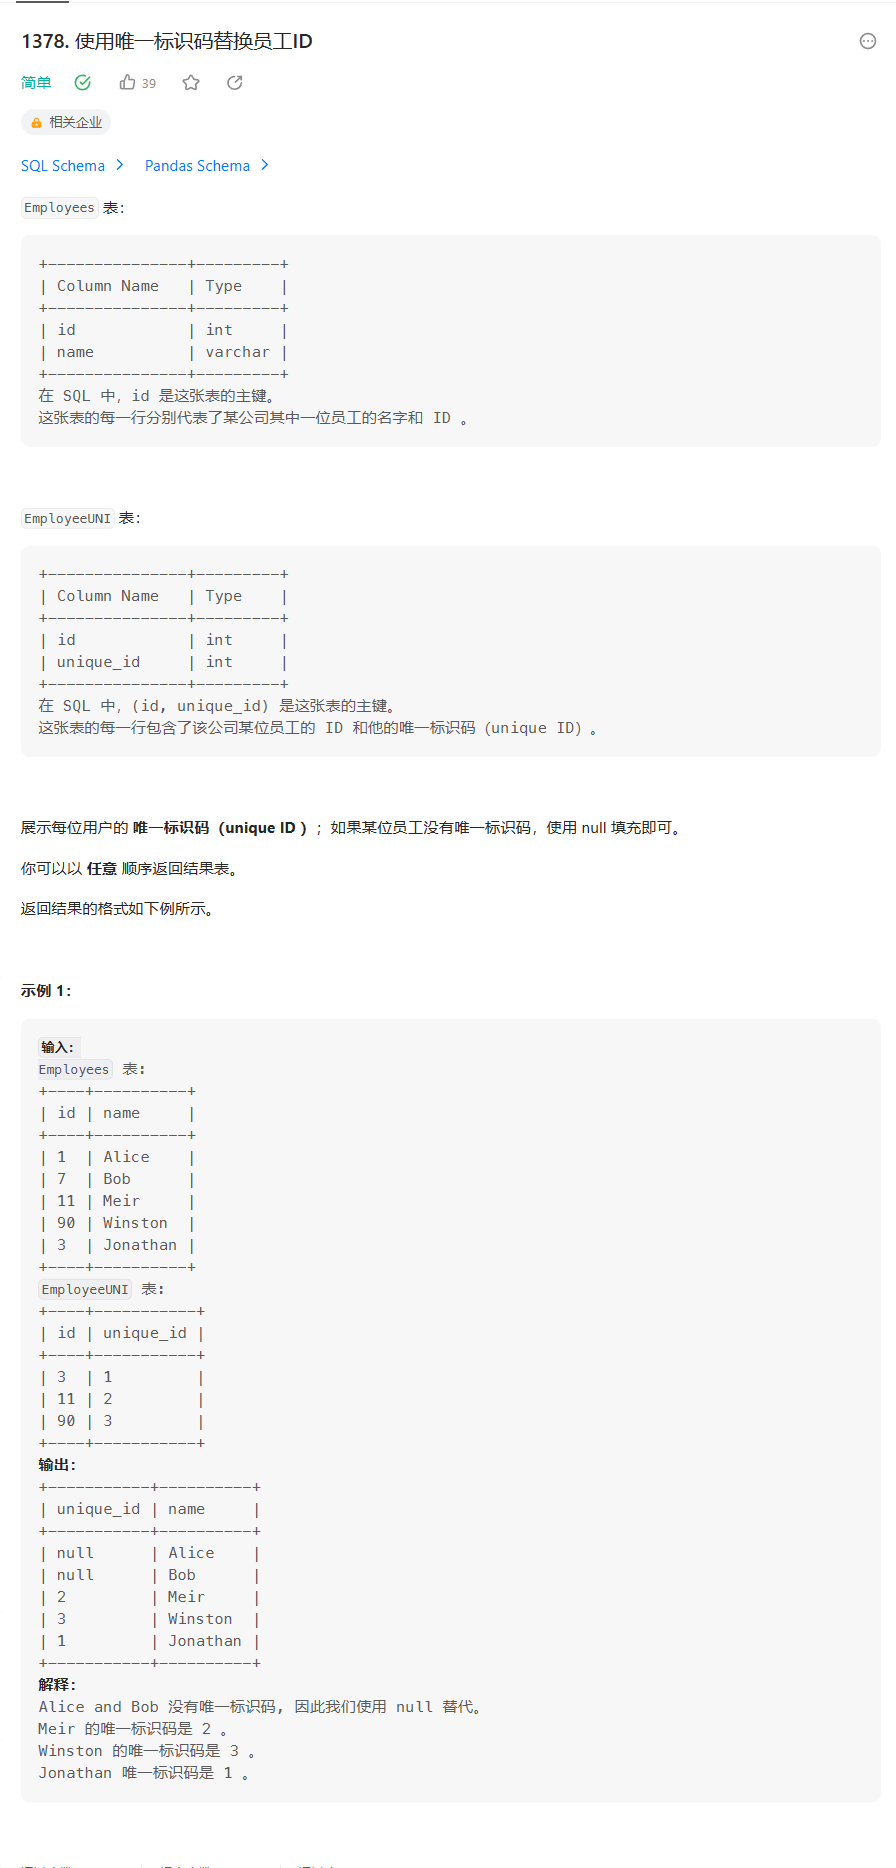 1378. 使用唯一标识码替换员工ID
简单 39
相关企业
SQL Schema > Pandas Schema >
Employees 表：
+---------------+---------+
| Column Name   | Type    |
+---------------+---------+
| id            | int     |
| name          | varchar |
+---------------+---------+
在 SQL 中，id 是这张表的主键。
这张表的每一行分别代表了某公司其中一位员工的名字和 ID 。
EmployeeUNI 表：
+---------------+---------+
| Column Name   | Type    |
+---------------+---------+
| id            | int     |
| unique_id     | int     |
+---------------+---------+
在 SQL 中，(id, unique_id) 是这张表的主键。
这张表的每一行包含了该公司某位员工的 ID 和他的唯一标识码（unique ID）。
展示每位用户的 唯一标识码（unique ID ）；如果某位员工没有唯一标识码，使用 null 填充即可。
你可以以 任意 顺序返回结果表。
返回结果的格式如下例所示。
示例 1：
输入：
Employees 表:
+----+----------+
| id | name     |
+----+----------+
| 1  | Alice    |
| 7  | Bob      |
| 11 | Meir     |
| 90 | Winston  |
| 3  | Jonathan |
+----+----------+
EmployeeUNI 表:
+----+-----------+
| id | unique_id |
+----+-----------+
| 3  | 1         |
| 11 | 2         |
| 90 | 3         |
+----+-----------+
输出：
+-----------+----------+
| unique_id | name     |
+-----------+----------+
| null      | Alice    |
| null      | Bob      |
| 2         | Meir     |
| 3         | Winston  |
| 1         | Jonathan |
+-----------+----------+
解释：
Alice and Bob 没有唯一标识码, 因此我们使用 null 替代。
Meir 的唯一标识码是 2 。
Winston 的唯一标识码是 3 。
Jonathan 唯一标识码是 1 。